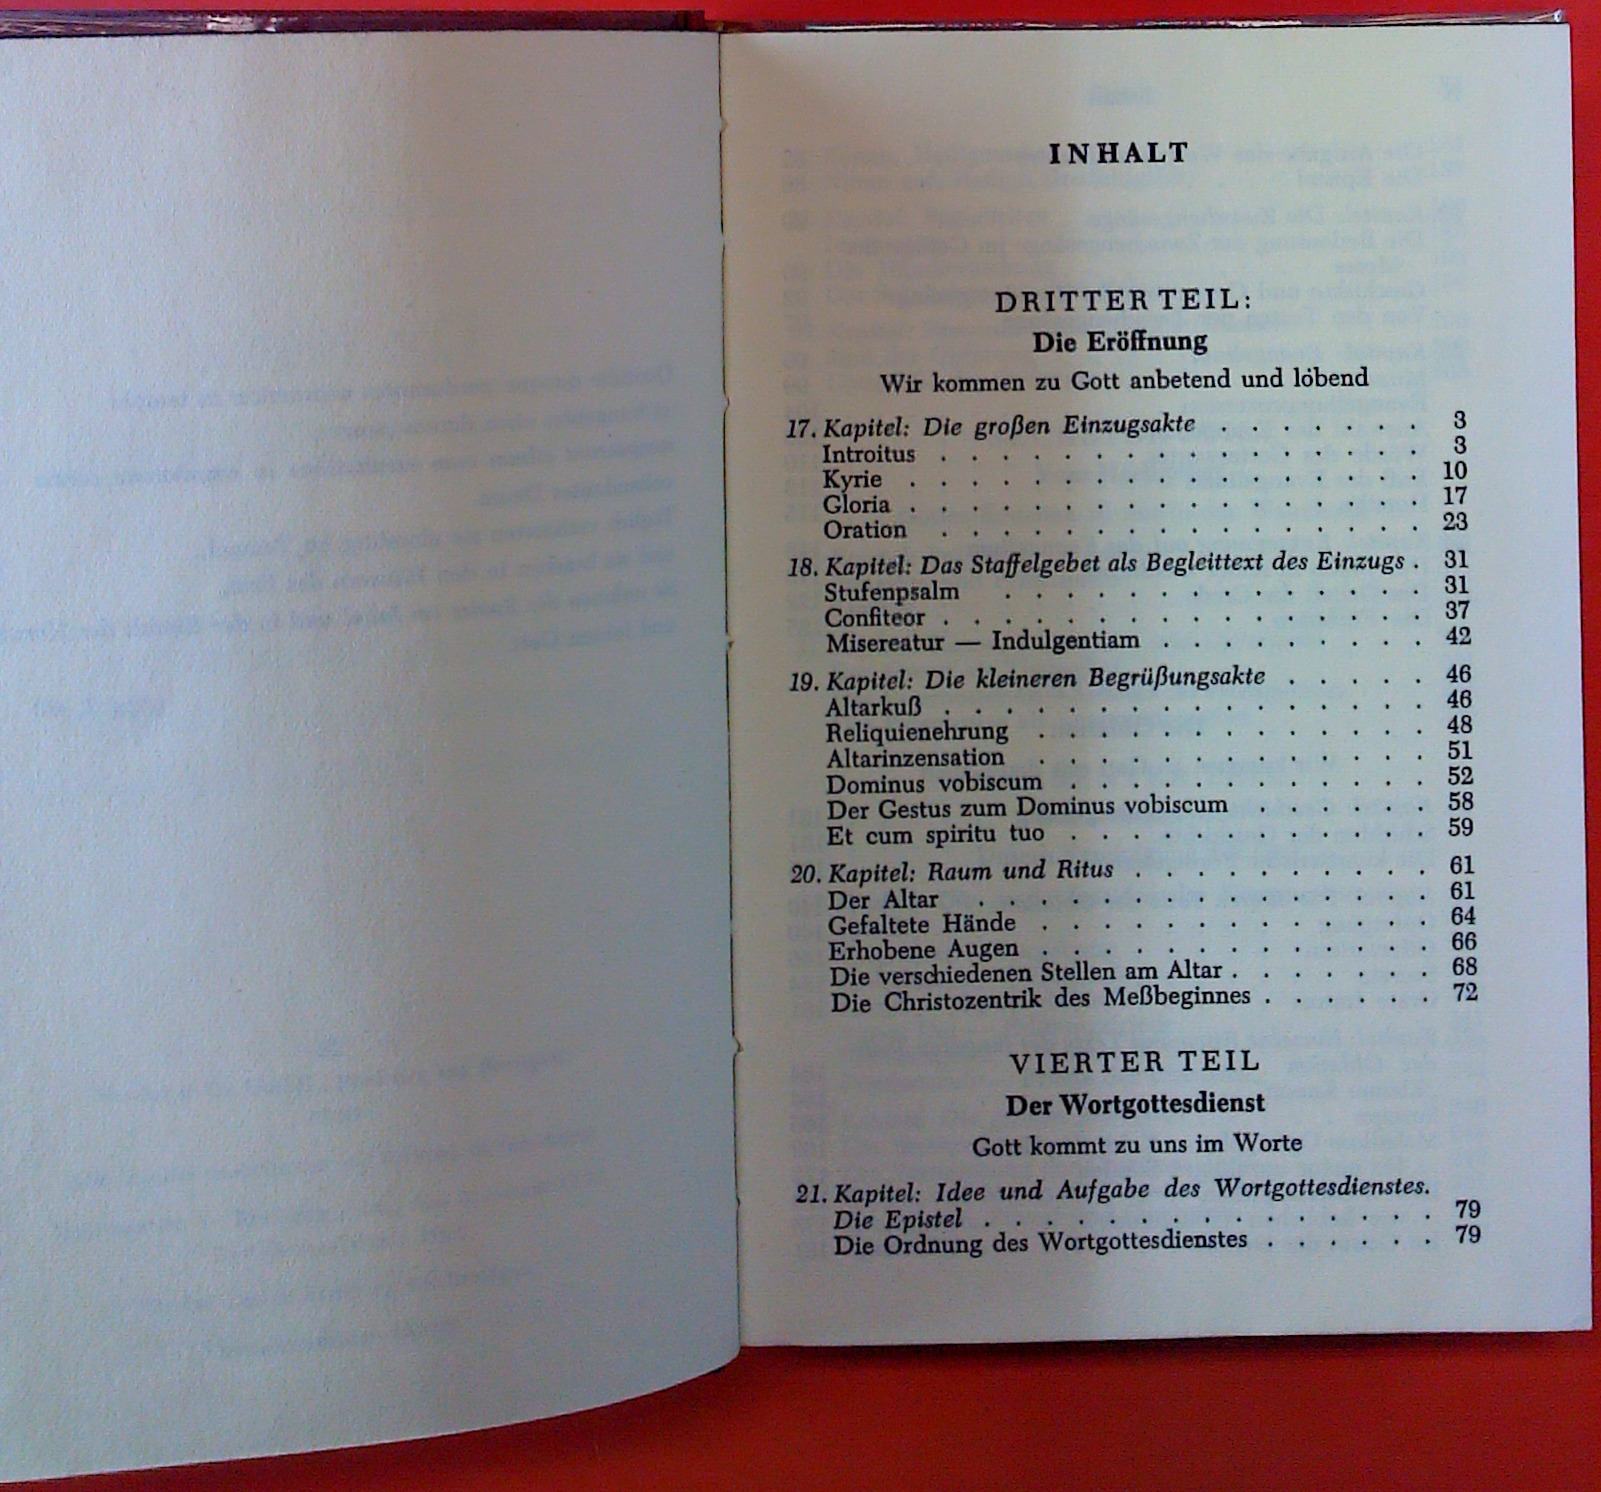 INHALT
DRITTER TEIL:
Die Eröffnung
Wir kommen zu Gott anbetend und lobend
17. Kapitel: Die großen Einzugsakte . . . . . . . 3
Introitus . . . . . . . . . . . . . . . . 3
Kyrie . . . . . . . . . . . . . . . . . 10
Gloria . . . . . . . . . . . . . . . . . 17
Oration . . . . . . . . . . . . . . . . 23
18. Kapitel: Das Staffelgebet als Begleittext des Einzugs . 31
Stufenpsalm . . . . . . . . . . . . . . 31
Confiteor . . . . . . . . . . . . . . . . 37
Misereatur — Indulgentiam . . . . . . . . . 42
19. Kapitel: Die kleineren Begrüßungsakte . . . . . 46
Altarkuß . . . . . . . . . . . . . . . . 46
Reliquienehrung . . . . . . . . . . . . . 48
Altarinzensation . . . . . . . . . . . . . 51
Dominus vobiscum . . . . . . . . . . . . 52
Der Gestus zum Dominus vobiscum . . . . . . 58
Et cum spiritu tuo . . . . . . . . . . . . 59
20. Kapitel: Raum und Ritus . . . . . . . . . . 61
Der Altar . . . . . . . . . . . . . . . 61
Gefaltete Hände . . . . . . . . . . . . . 64
Erhobene Augen . . . . . . . . . . . . . 66
Die verschiedenen Stellen am Altar . . . . . . . 68
Die Christozentrik des Meßbeginnes . . . . . . 72
VIERTER TEIL
Der Wortgottesdienst
Gott kommt zu uns im Worte
21. Kapitel: Idee und Aufgabe des Wortgottesdienstes.
Die Epistel . . . . . . . . . . . . . . . 79
Die Ordnung des Wortgottesdienstes . . . . . . 79